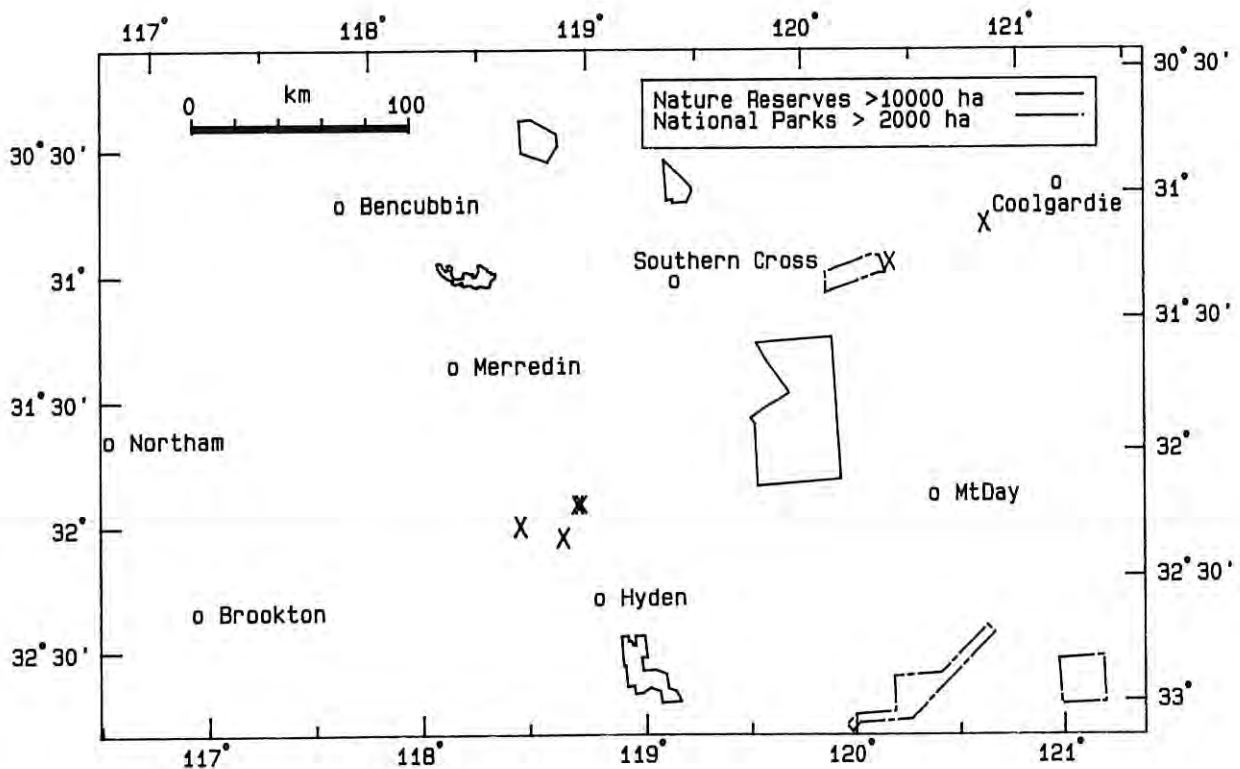 117° 118° 119° 120° 121°
km
0 100
Nature Reserves >10000 ha
National Parks > 2000 ha
30° 30'
30° 30'
31°
Coolgardie
Bencubbin
X
Southern Cross X
31°
31° 30'
Merredin
31° 30'
Northam
32°
MtDay
X
X X
32°
32° 30'
Hyden
Brookton
32° 30'
33°
117° 118° 119° 120° 121°